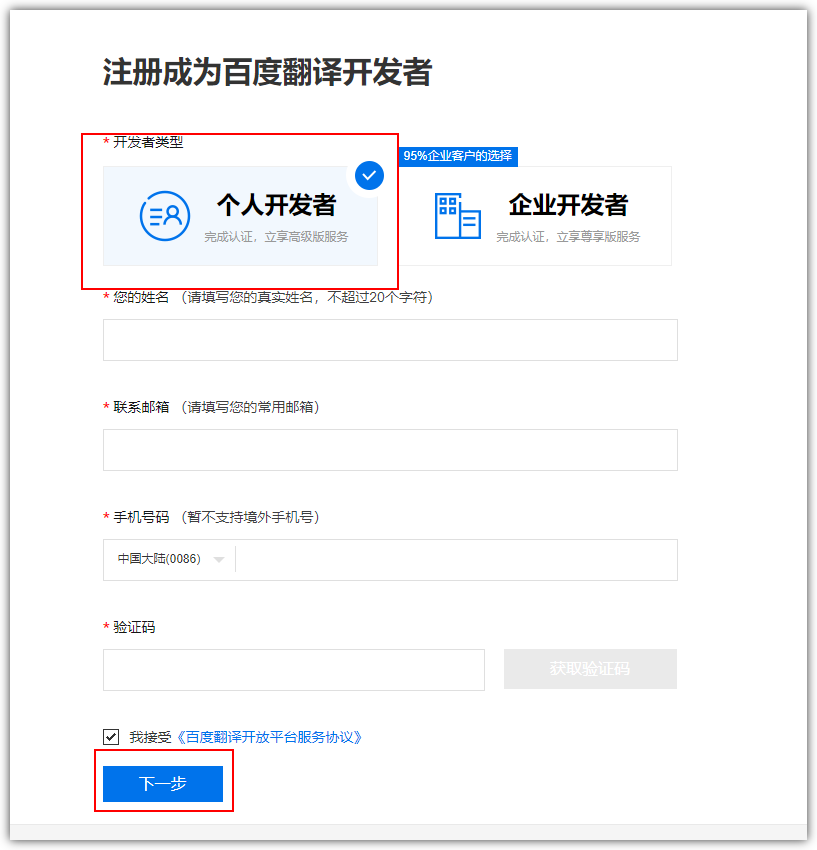 注册成为百度翻译开发者
* 开发者类型
95%企业客户的选择
个人开发者
完成认证，立享高级版服务
企业开发者
完成认证，立享尊享版服务
* 您的姓名 （请填写您的真实姓名，不超过20个字符）
* 联系邮箱 （请填写您的常用邮箱）
* 手机号码 （暂不支持境外手机号）
中国大陆(0086)
* 验证码
获取验证码
我接受《百度翻译开放平台服务协议》
下一步